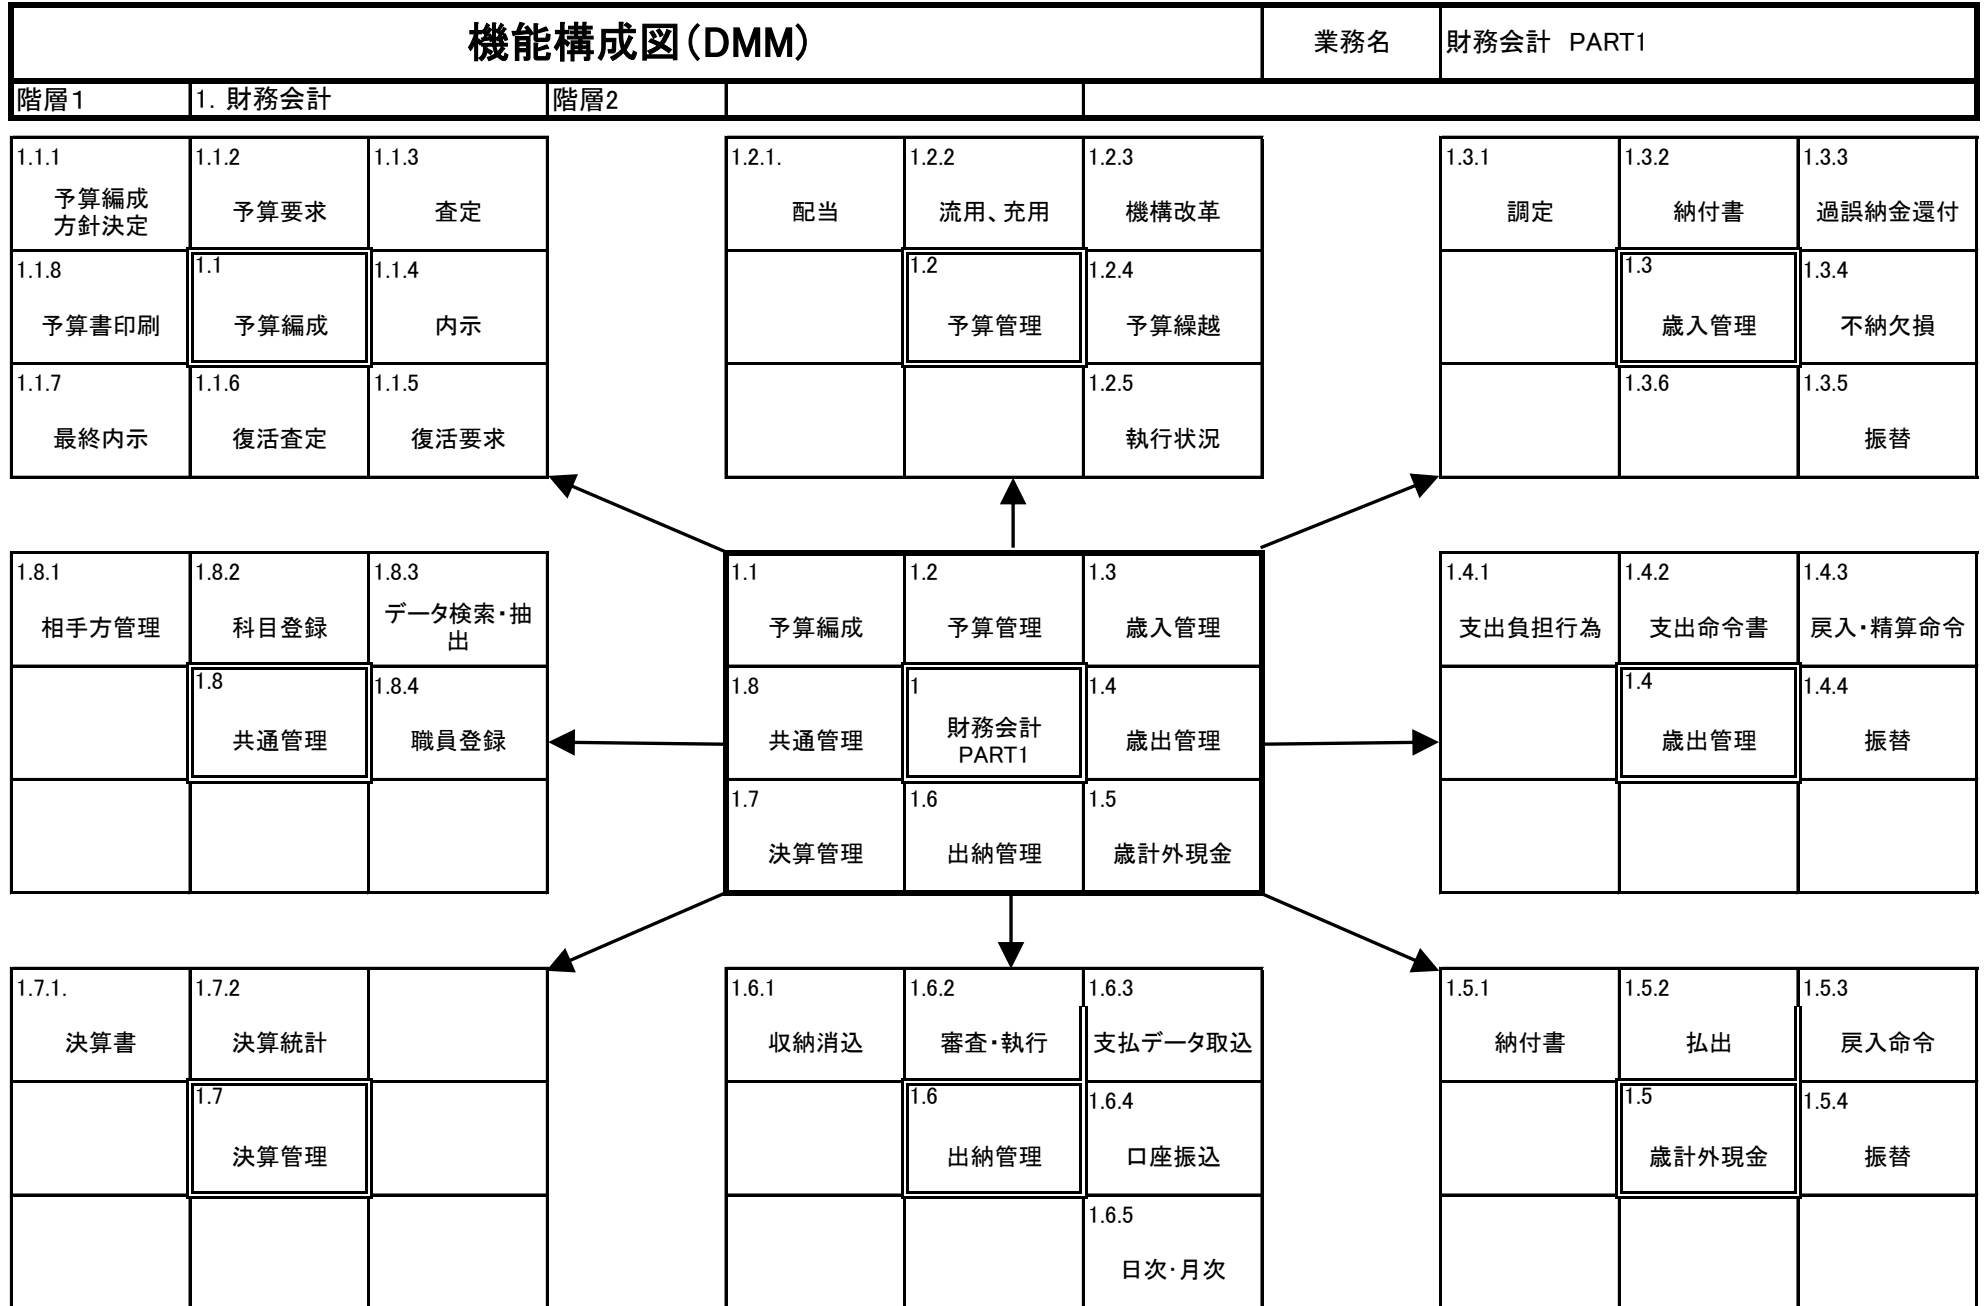 機能構成図(DMM)
業務名
財務会計 PART1
階層1
1. 財務会計
階層2
1.1.1
予算編成
方針決定
1.1.2
予算要求
1.1.3
査定
1.1.8
予算書印刷
1.1
予算編成
1.1.4
内示
1.1.7
最終内示
1.1.6
復活査定
1.1.5
復活要求
1.2.1.
配当
1.2.2
流用、充用
1.2.3
機構改革
1.2
予算管理
1.2.4
予算繰越
1.2.5
執行状況
1.3.1
調定
1.3.2
納付書
1.3.3
過誤納金還付
1.3
歳入管理
1.3.4
不納欠損
1.3.6
1.3.5
振替
1.8.1
相手方管理
1.8.2
科目登録
1.8.3
データ検索・抽
出
1.8
共通管理
1.8.4
職員登録
1.1
予算編成
1.2
予算管理
1.3
歳入管理
1.8
共通管理
1
財務会計
PART1
1.4
歳出管理
1.7
決算管理
1.6
出納管理
1.5
歳計外現金
1.4.1
支出負担行為
1.4.2
支出命令書
1.4.3
戻入・精算命令
1.4
歳出管理
1.4.4
振替
1.7.1.
決算書
1.7.2
決算統計
1.7
決算管理
1.6.1
収納消込
1.6.2
審査・執行
1.6.3
支払データ取込
1.6
出納管理
1.6.4
口座振込
1.6.5
日次・月次
1.5.1
納付書
1.5.2
払出
1.5.3
戻入命令
1.5
歳計外現金
1.5.4
振替